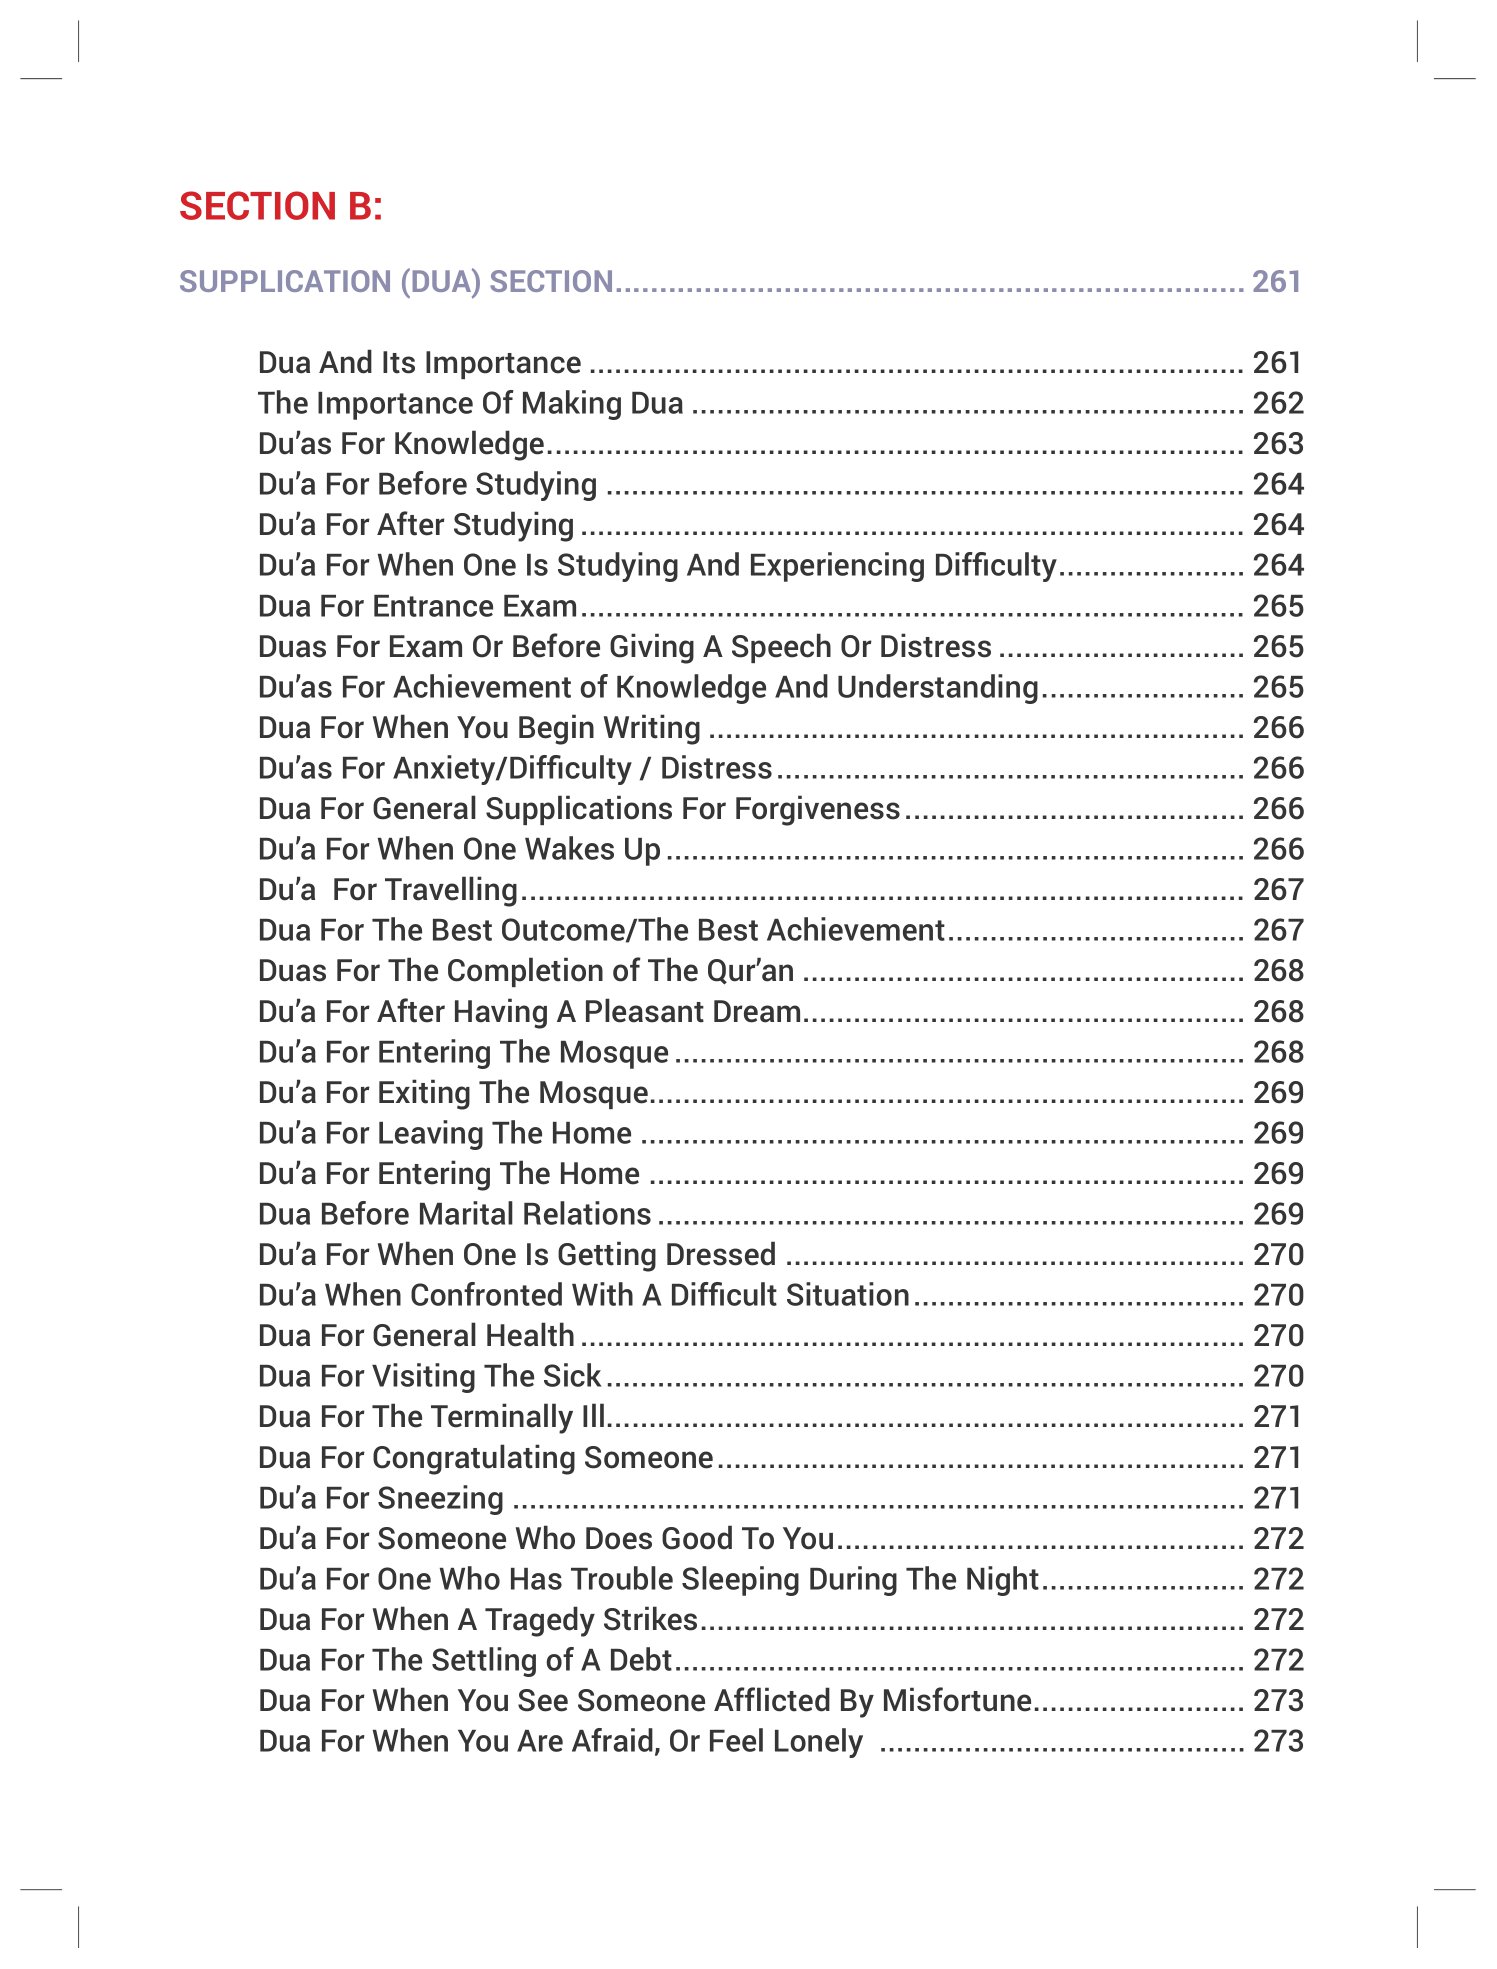 SECTION B:
SUPPLICATION (DUA) SECTION....................................................................... 261
Dua And Its Importance ............................................................................. 261
The Importance Of Making Dua ................................................................. 262
Du’as For Knowledge.................................................................................. 263
Du’a For Before Studying ........................................................................... 264
Du’a For After Studying .............................................................................. 264
Du’a For When One Is Studying And Experiencing Difficulty...................... 264
Dua For Entrance Exam.............................................................................. 265
Duas For Exam Or Before Giving A Speech Or Distress ............................. 265
Du’as For Achievement of Knowledge And Understanding........................ 265
Dua For When You Begin Writing ............................................................... 266
Du’as For Anxiety/Difficulty / Distress....................................................... 266
Dua For General Supplications For Forgiveness........................................ 266
Du’a For When One Wakes Up .................................................................... 266
Du’a  For Travelling..................................................................................... 267
Dua For The Best Outcome/The Best Achievement................................... 267
Duas For The Completion of The Qur’an .................................................... 268
Du’a For After Having A Pleasant Dream.................................................... 268
Du’a For Entering The Mosque ................................................................... 268
Du’a For Exiting The Mosque...................................................................... 269
Du’a For Leaving The Home ....................................................................... 269
Du’a For Entering The Home ...................................................................... 269
Dua Before Marital Relations ..................................................................... 269
Du’a For When One Is Getting Dressed ...................................................... 270
Du’a When Confronted With A Difficult Situation....................................... 270
Dua For General Health .............................................................................. 270
Dua For Visiting The Sick........................................................................... 270
Dua For The Terminally Ill........................................................................... 271
Dua For Congratulating Someone.............................................................. 271
Du’a For Sneezing ...................................................................................... 271
Du’a For Someone Who Does Good To You................................................ 272
Du’a For One Who Has Trouble Sleeping During The Night........................ 272
Dua For When A Tragedy Strikes................................................................ 272
Dua For The Settling of A Debt................................................................... 272
Dua For When You See Someone Afflicted By Misfortune......................... 273
Dua For When You Are Afraid, Or Feel Lonely  ........................................... 273